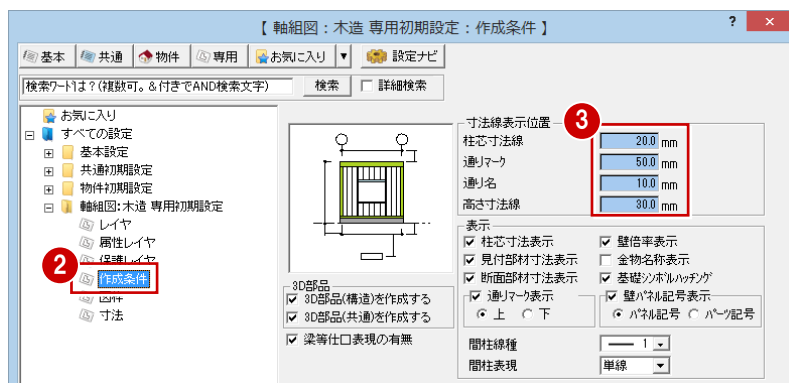 【 軸組図：木造 専用初期設定：作成条件 】 ? ×
基本 共通 物件 専用 お気に入り ▼ 設定ナビ
検索ワードは？(複数可。＆付きでAND検索文字) 検索 詳細検索
お気に入り
すべての設定
基本設定
共通初期設定
物件初期設定
軸組図:木造 専用初期設定
レイヤ
属性レイヤ
保護レイヤ
2
作成条件
図枠
寸法
3D部品
3D部品(構造)を作成する
3D部品(共通)を作成する
梁等仕口表現の有無
寸法線表示位置
3
柱芯寸法線 20.0 mm
通りマーク 50.0 mm
通り名 10.0 mm
高さ寸法線 30.0 mm
表示
柱芯寸法表示 壁倍率表示
見付部材寸法表示 金物名称表示
断面部材寸法表示 基礎シンボルハッチング
通りマーク表示 壁パネル記号表示
上 下 パネル記号 パーツ記号
間柱線種 1
間柱表現 単線